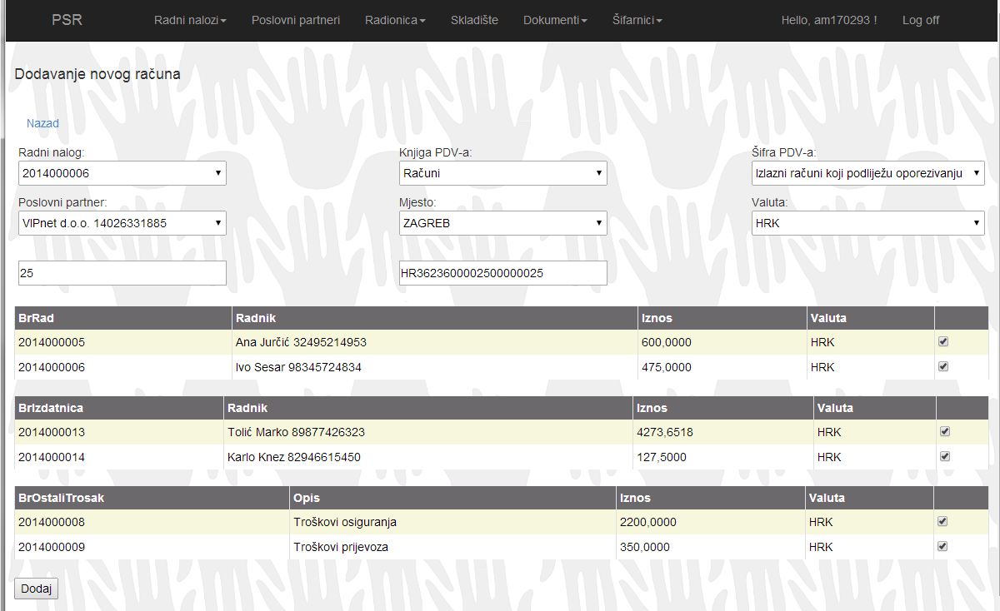 PSR Radni nalozi Poslovni partneri Radionica Skladište Dokumenti Šifarnici Hello, am170293 ! Log off
Dodavanje novog računa
Nazad
Radni nalog: Knjiga PDV-a: Šifra PDV-a:
2014000006 Računi Izlazni računi koji podliježu oporezivanju
Poslovni partner: Mjesto: Valuta:
VIPnet d.o.o. 14026331885 ZAGREB HRK
25 HR3623600002500000025
BrRad Radnik Iznos Valuta
2014000005 Ana Jurčić 32495214953 600,0000 HRK
2014000006 Ivo Sesar 98345724834 475,0000 HRK
BrIzdatnica Radnik Iznos Valuta
2014000013 Tolić Marko 89877426323 4273,6518 HRK
2014000014 Karlo Knez 82946615450 127,5000 HRK
BrOstaliTrosak Opis Iznos Valuta
2014000008 Troškovi osiguranja 2200,0000 HRK
2014000009 Troškovi prijevoza 350,0000 HRK
Dodaj